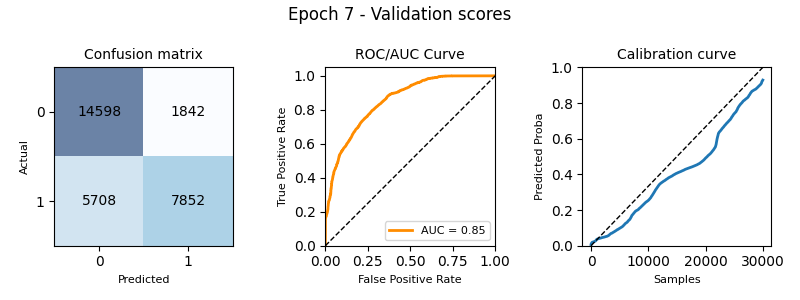 Epoch 7 - Validation scores
Confusion matrix
Actual
0
1
14598
1842
5708
7852
0
1
Predicted
ROC/AUC Curve
True Positive Rate
1.0
0.8
0.6
0.4
0.2
0.0
AUC = 0.85
0.00
0.25
0.50
0.75
1.00
False Positive Rate
Calibration curve
Predicted Proba
1.0
0.8
0.6
0.4
0.2
0.0
0
10000
20000
30000
Samples